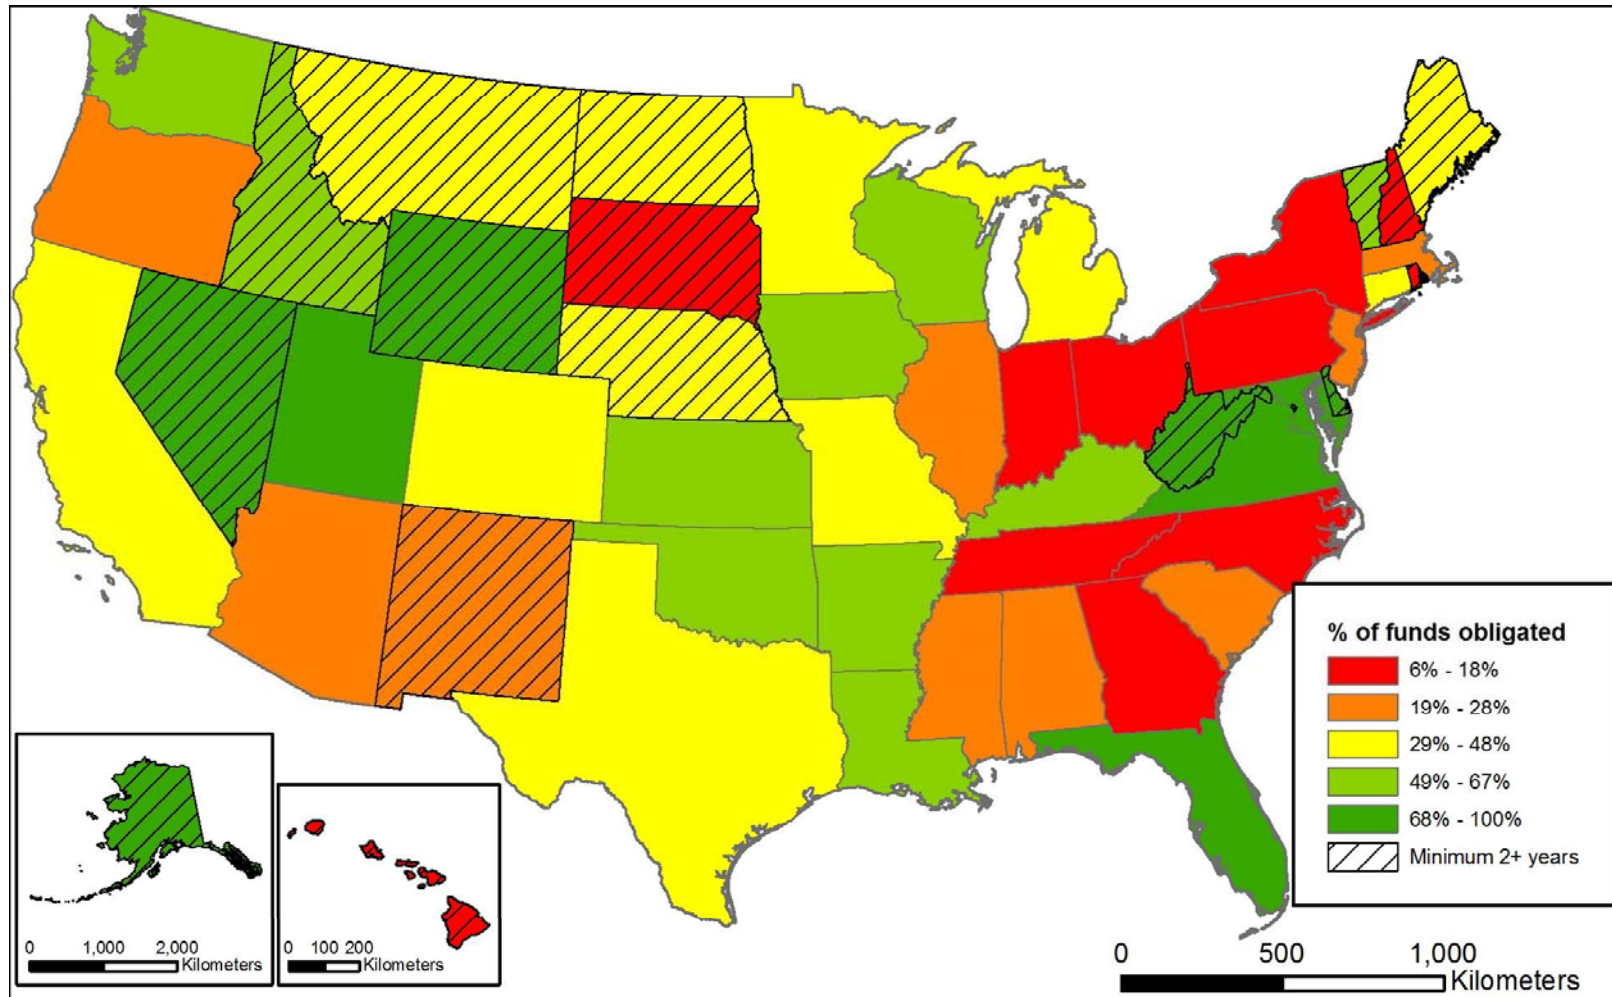 % of funds obligated
6% - 18%
19% - 28%
29% - 48%
49% - 67%
68% - 100%
Minimum 2+ years
0 1,000 2,000
Kilometers
0 100 200
Kilometers
0 500 1,000
Kilometers